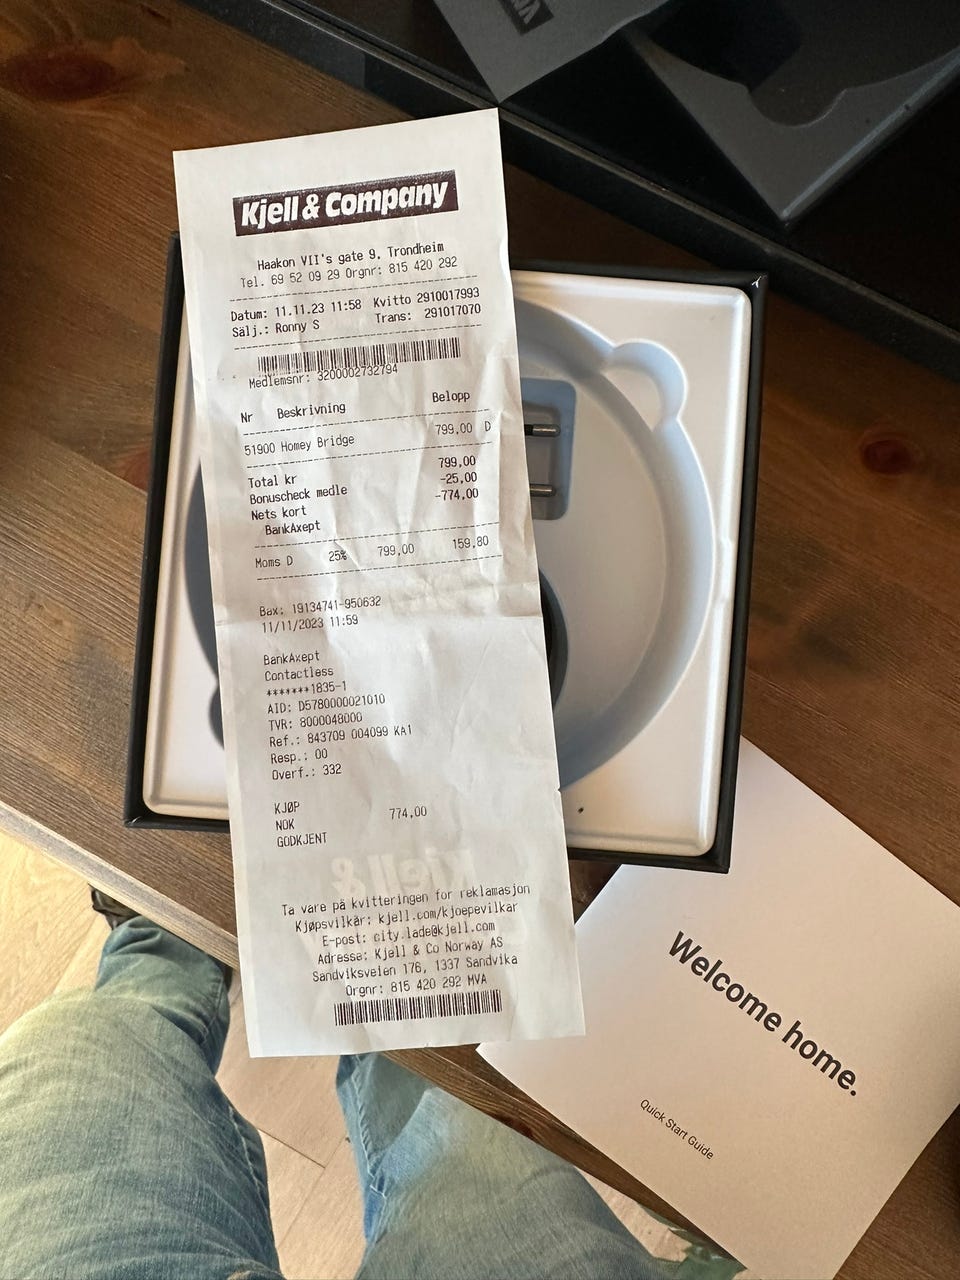 Kjell & Company
Haakon VII's gate 9, Trondheim
Tel. 69 52 09 29 Orgnr: 815 420 292
Datum: 11.11.23 11:58 Kvitto 2910017993
Sälj.: Ronny S Trans: 291017070
Medlemsnr: 3200002732794
Nr Beskrivning Belopp
51900 Homey Bridge 799,00 D
Total kr 799,00
Bonuscheck medle -25,00
Nets kort -774,00
BankAxept
Moms D 25% 799,00 159,80
Bax: 19134741-950632
11/11/2023 11:59
BankAxept
Contactless
*******1835-1
AID: D5780000021010
TVR: 8000048000
Ref.: 843709 004099 KA1
Resp.: 00
Overf.: 332
KJØP
NOK 774,00
GODKJENT
Ta vare på kvitteringen for reklamasjon
Kjøpsvilkår: kjell.com/kjoepevilkar
E-post: city.lade@kjell.com
Adresse: Kjell & Co Norway AS
Sandviksveien 176, 1337 Sandvika
Orgnr: 815 420 292 MVA
Welcome home.
Quick Start Guide